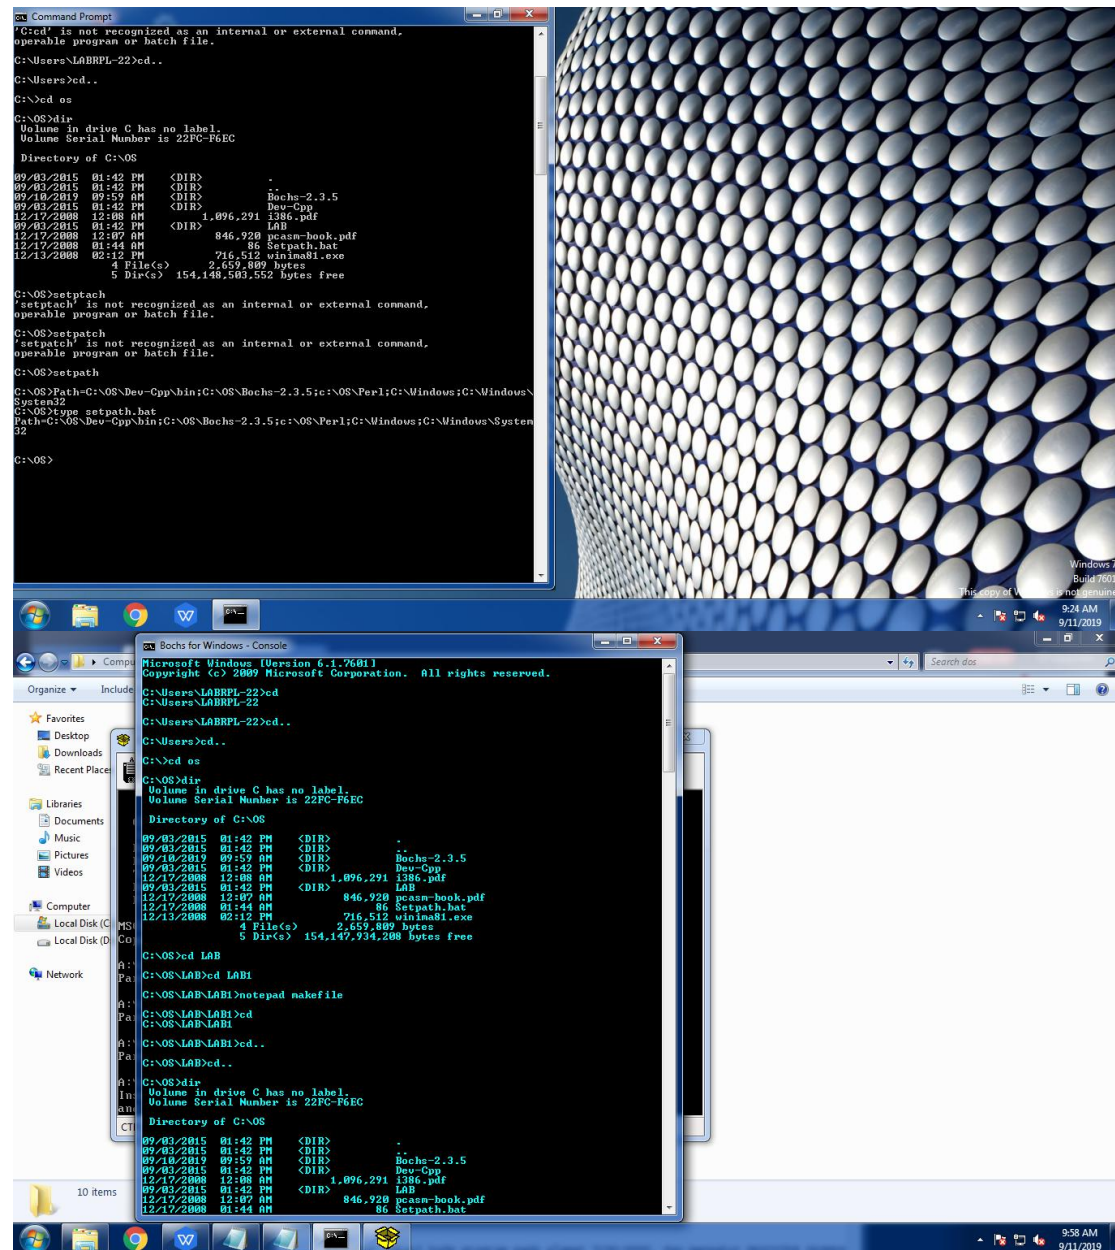 Command Prompt
'C:cd' is not recognized as an internal or external command,
operable program or batch file.
C:\Users\LABRPL-22>cd..
C:\Users>cd..
C:\>cd os
C:\OS>dir
Volume in drive C has no label.
Volume Serial Number is 22FC-F6EC
Directory of C:\OS
09/03/2015 01:42 PM <DIR> .
09/03/2015 01:42 PM <DIR> ..
09/10/2019 09:59 AM <DIR> Bochs-2.3.5
09/03/2015 01:42 PM <DIR> Dev-Cpp
12/17/2008 12:08 AM 1,096,291 i386.pdf
09/03/2015 01:42 PM <DIR> LAB
12/17/2008 12:07 AM 846,920 pcasm-book.pdf
12/17/2008 01:44 AM 86 Setpath.bat
12/13/2008 02:12 PM 716,512 winima81.exe
4 File(s) 2,659,809 bytes
5 Dir(s) 154,148,503,552 bytes free
C:\OS>setptach
'setptach' is not recognized as an internal or external command,
operable program or batch file.
C:\OS>setpatch
'setpatch' is not recognized as an internal or external command,
operable program or batch file.
C:\OS>setpath
C:\OS>Path=C:\OS\Dev-Cpp\bin;C:\OS\Bochs-2.3.5;c:\OS\Perl;C:\Windows;C:\Windows\
System32
C:\OS>type setpath.bat
Path=C:\OS\Dev-Cpp\bin;C:\OS\Bochs-2.3.5;c:\OS\Perl;C:\Windows;C:\Windows\System
32
C:\OS>
Windows 7
Build 7601
This copy of Windows is not genuine
9:24 AM
9/11/2019
Bochs for Windows - Console
Compu
Search dos
Organize
Include
Favorites
Desktop
Downloads
Recent Places
Libraries
Documents
Music
Pictures
Videos
Computer
Local Disk (C
Local Disk (D
Network
Microsoft Windows [Version 6.1.7601]
Copyright (c) 2009 Microsoft Corporation. All rights reserved.
C:\Users\LABRPL-22>cd
C:\Users\LABRPL-22
C:\Users\LABRPL-22>cd..
C:\Users>cd..
C:\>cd os
C:\OS>dir
Volume in drive C has no label.
Volume Serial Number is 22FC-F6EC
Directory of C:\OS
09/03/2015 01:42 PM <DIR> .
09/03/2015 01:42 PM <DIR> ..
09/10/2019 09:59 AM <DIR> Bochs-2.3.5
09/03/2015 01:42 PM <DIR> Dev-Cpp
12/17/2008 12:08 AM 1,096,291 i386.pdf
09/03/2015 01:42 PM <DIR> LAB
12/17/2008 12:07 AM 846,920 pcasm-book.pdf
12/17/2008 01:44 AM 86 Setpath.bat
12/13/2008 02:12 PM 716,512 winima81.exe
4 File(s) 2,659,809 bytes
5 Dir(s) 154,147,934,208 bytes free
C:\OS>cd LAB
C:\OS\LAB>cd LAB1
C:\OS\LAB\LAB1>notepad makefile
C:\OS\LAB\LAB1>cd
C:\OS\LAB\LAB1
C:\OS\LAB\LAB1>cd..
C:\OS\LAB>cd..
C:\OS>dir
Volume in drive C has no label.
Volume Serial Number is 22FC-F6EC
Directory of C:\OS
09/03/2015 01:42 PM <DIR> .
09/03/2015 01:42 PM <DIR> ..
09/10/2019 09:59 AM <DIR> Bochs-2.3.5
09/03/2015 01:42 PM <DIR> Dev-Cpp
12/17/2008 12:08 AM 1,096,291 i386.pdf
09/03/2015 01:42 PM <DIR> LAB
12/17/2008 12:07 AM 846,920 pcasm-book.pdf
12/17/2008 01:44 AM 86 Setpath.bat
10 items
9:58 AM
9/11/2019